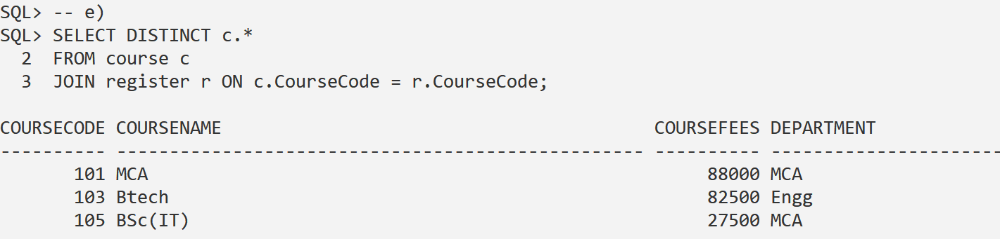 SQL> -- e)
SQL> SELECT DISTINCT c.*
  2  FROM course c
  3  JOIN register r ON c.CourseCode = r.CourseCode;

COURSECODE COURSENAME                                         COURSEFEES DEPARTMENT
---------- -------------------------------------------------- ---------- ----------------------
       101 MCA                                                     88000 MCA
       103 Btech                                                   82500 Engg
       105 BSc(IT)                                                 27500 MCA